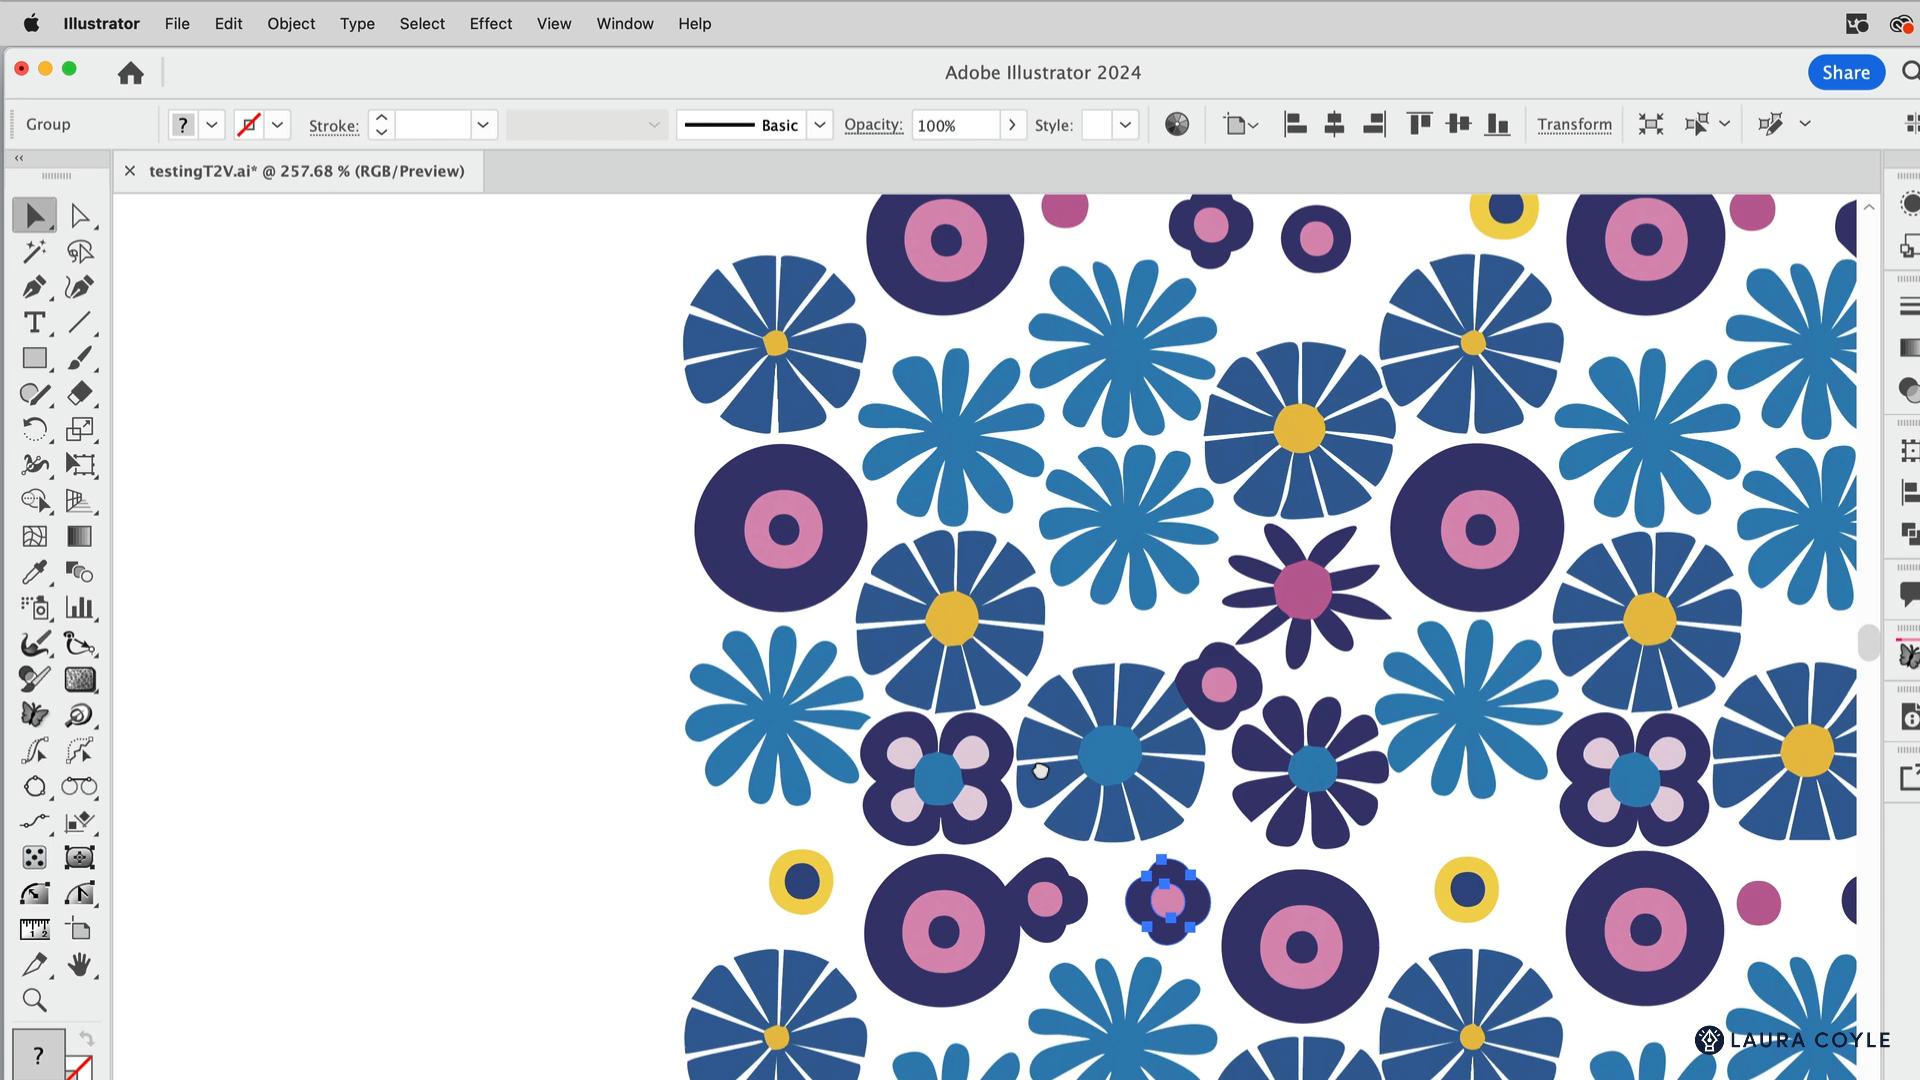 Illustrator File Edit Object Type Select Effect View Window Help
Adobe Illustrator 2024
Share
Group
?
Stroke:
Basic
Opacity:
100%
Style:
Transform
testingT2V.ai* @ 257.68 % (RGB/Preview)
?
LAURA COYLE